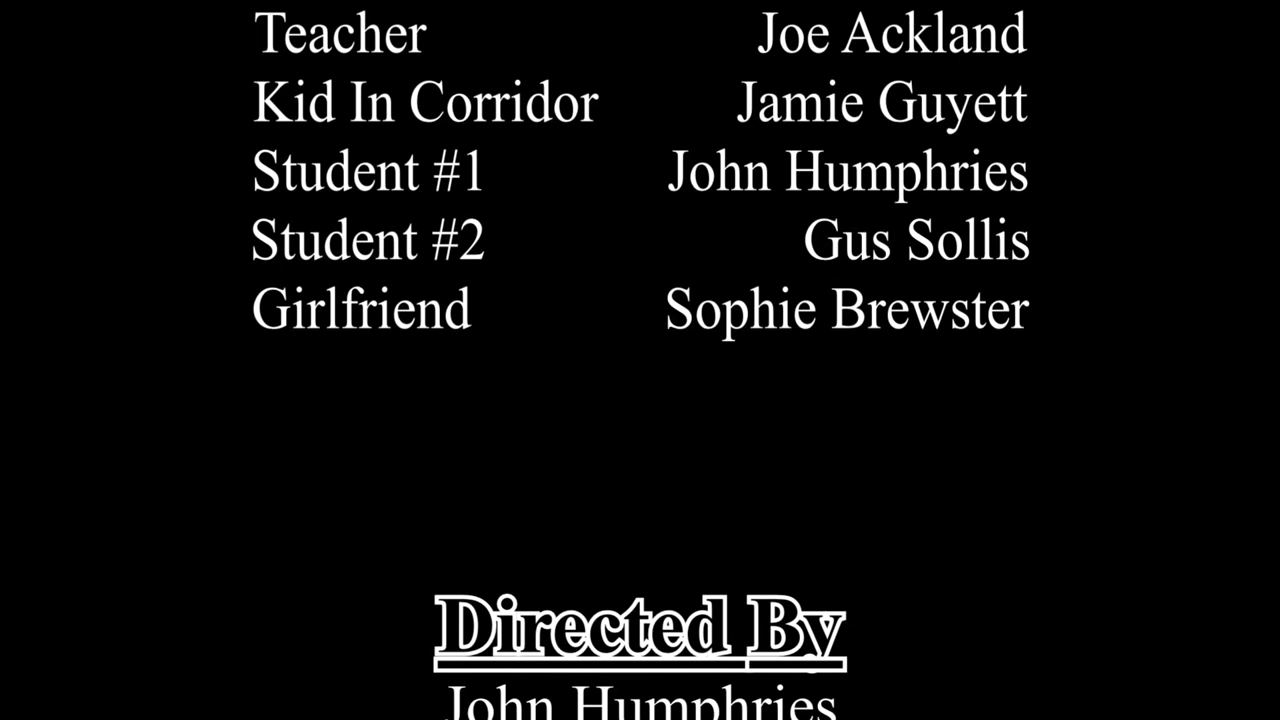 Teacher Joe Ackland
Kid In Corridor Jamie Guyett
Student #1 John Humphries
Student #2 Gus Sollis
Girlfriend Sophie Brewster
Directed By
John Humphries